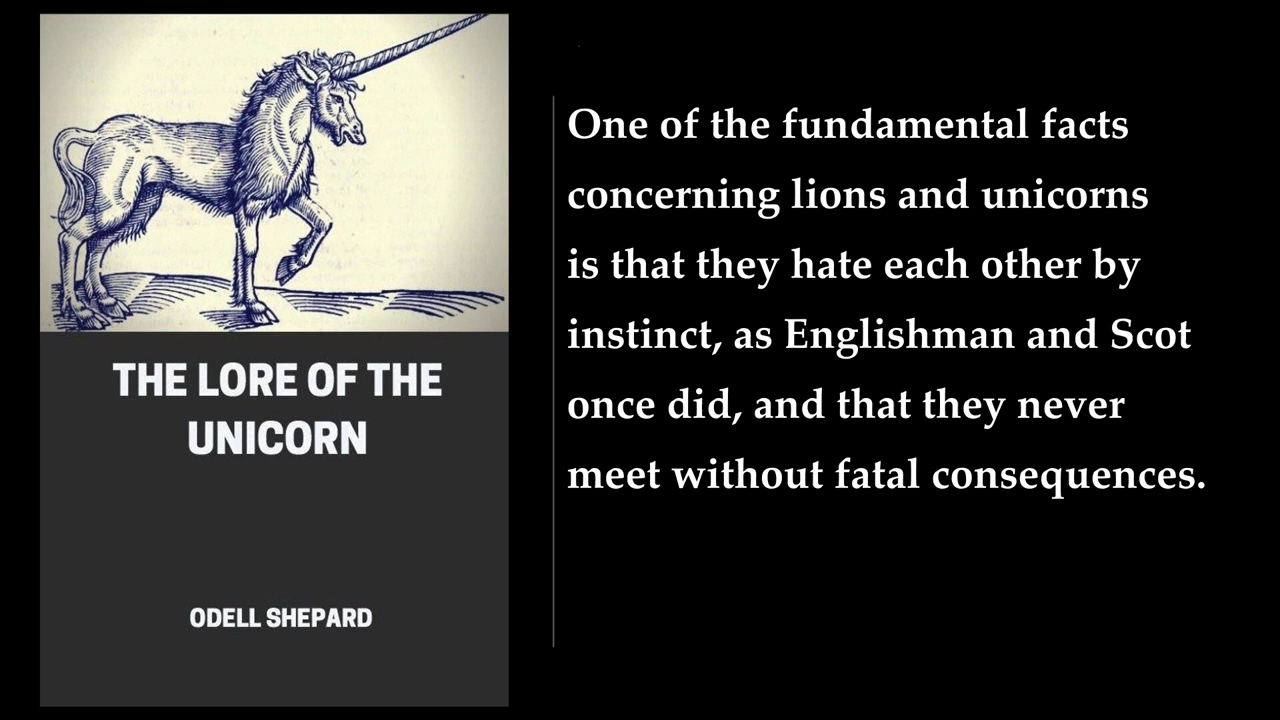 THE LORE OF THE
UNICORN
ODELL SHEPARD
One of the fundamental facts
concerning lions and unicorns
is that they hate each other by
instinct, as Englishman and Scot
once did, and that they never
meet without fatal consequences.